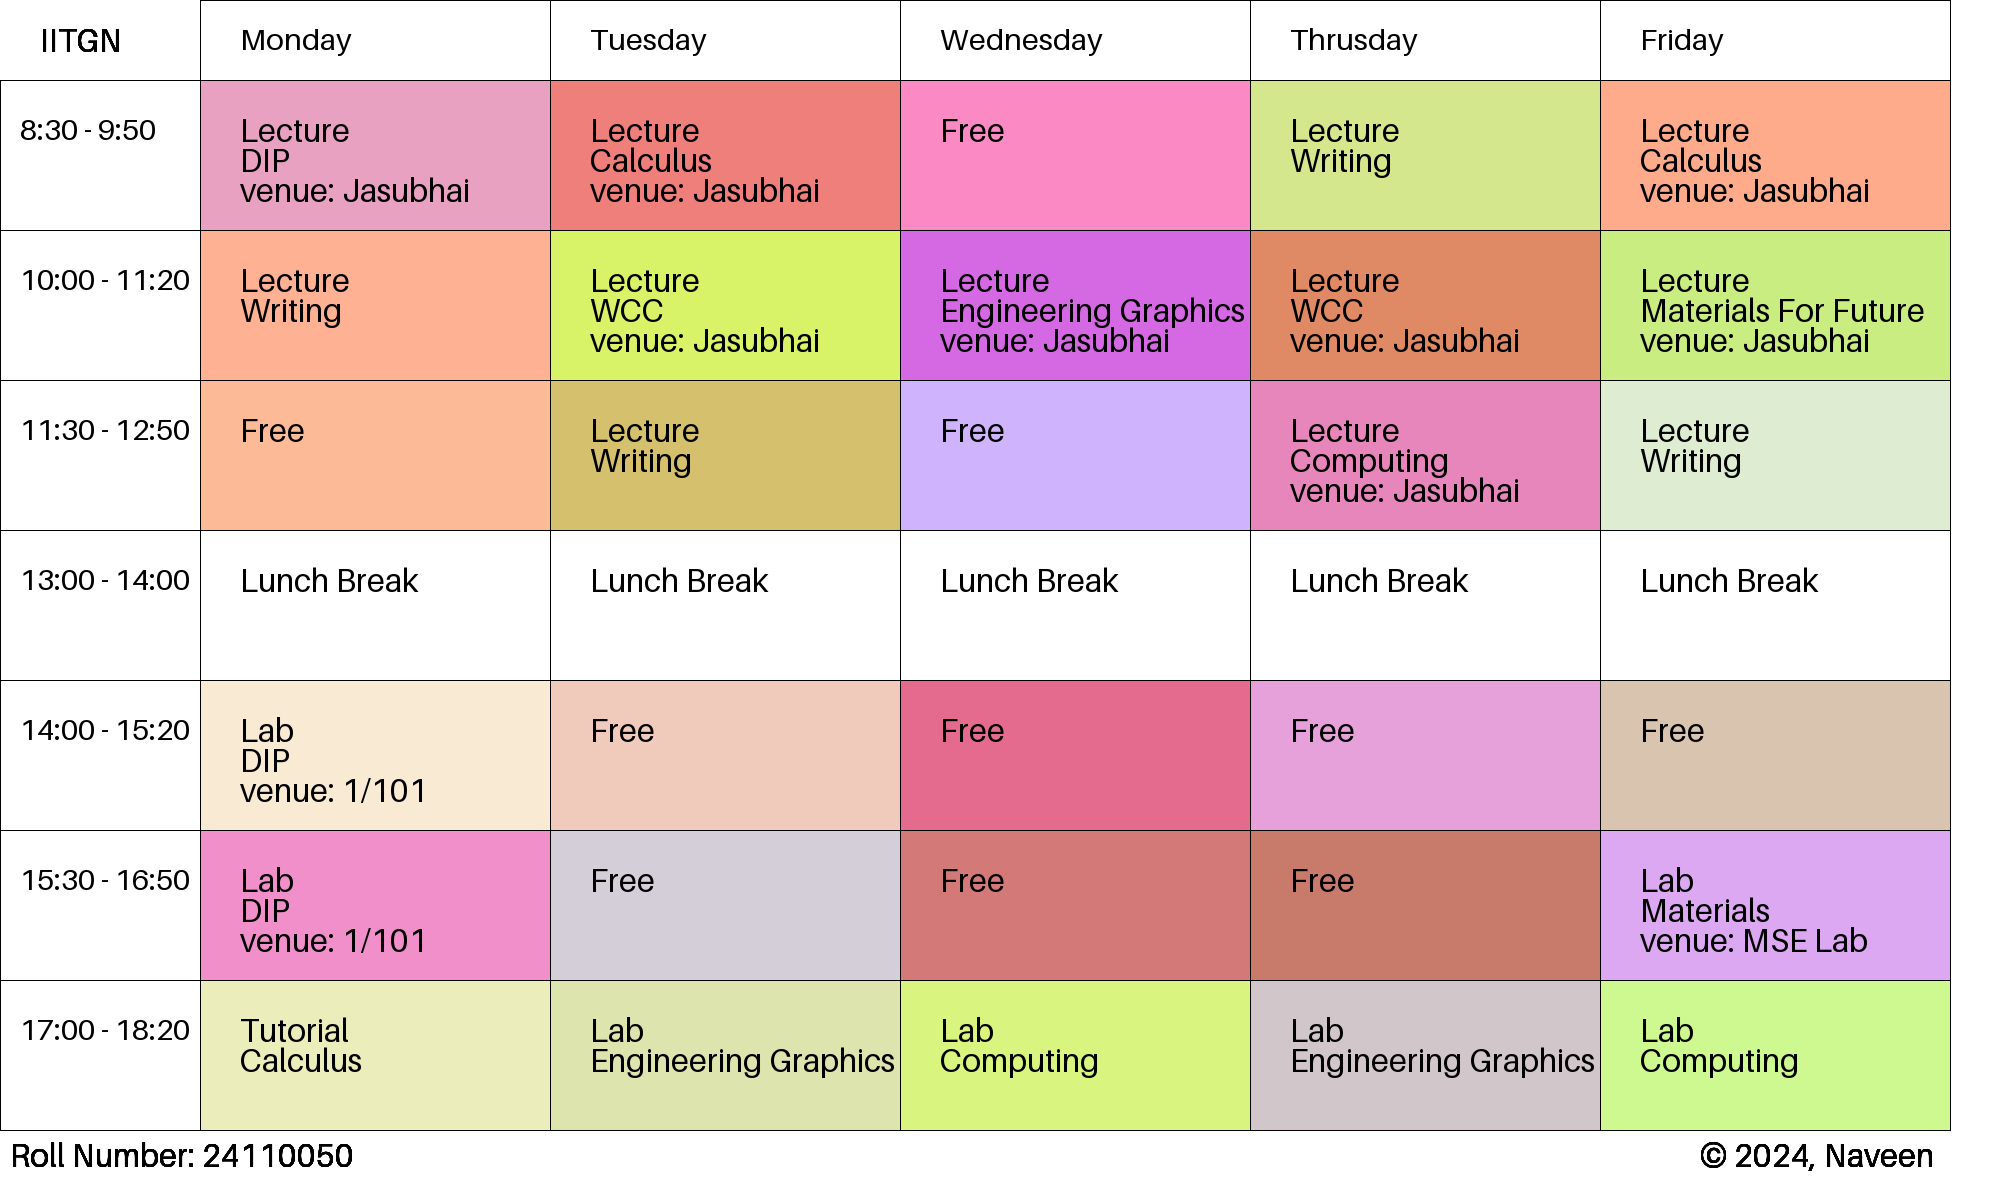 IITGN Monday Tuesday Wednesday Thrusday Friday
8:30 - 9:50
Lecture
DIP
venue: Jasubhai
Lecture
Calculus
venue: Jasubhai
Free
Lecture
Writing
Lecture
Calculus
venue: Jasubhai
10:00 - 11:20
Lecture
Writing
Lecture
WCC
venue: Jasubhai
Lecture
Engineering Graphics
venue: Jasubhai
Lecture
WCC
venue: Jasubhai
Lecture
Materials For Future
venue: Jasubhai
11:30 - 12:50
Free
Lecture
Writing
Free
Lecture
Computing
venue: Jasubhai
Lecture
Writing
13:00 - 14:00
Lunch Break
Lunch Break
Lunch Break
Lunch Break
Lunch Break
14:00 - 15:20
Lab
DIP
venue: 1/101
Free
Free
Free
Free
15:30 - 16:50
Lab
DIP
venue: 1/101
Free
Free
Free
Lab
Materials
venue: MSE Lab
17:00 - 18:20
Tutorial
Calculus
Lab
Engineering Graphics
Lab
Computing
Lab
Engineering Graphics
Lab
Computing
Roll Number: 24110050
© 2024, Naveen